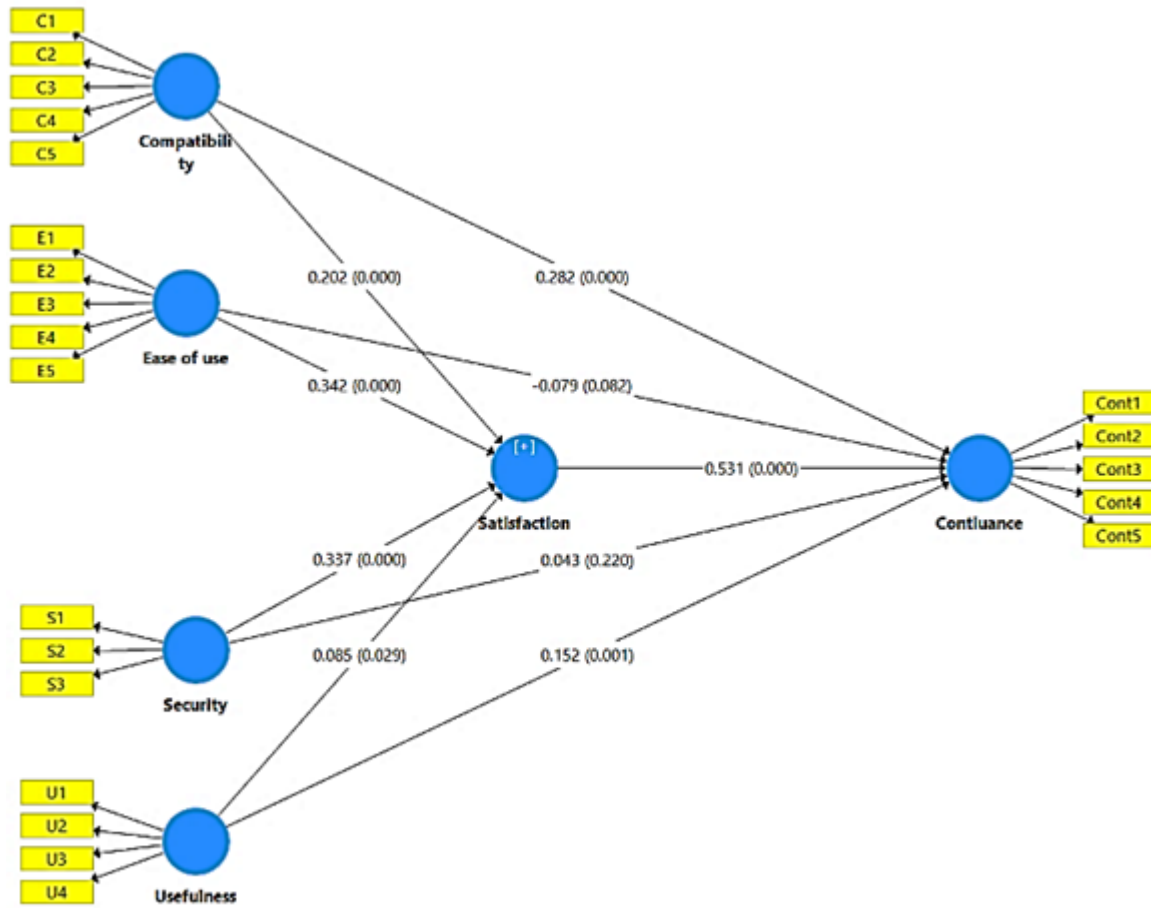 C1
C2
C3
C4
C5
Compatibili
ty
E1
E2
E3
E4
E5
Ease of use
0.202 (0.000)
0.282 (0.000)
0.342 (0.000)
-0.079 (0.082)
[+]
Satisfaction
0.531 (0.000)
Cont1
Cont2
Cont3
Cont4
Cont5
Contiuance
0.337 (0.000)
0.043 (0.220)
S1
S2
S3
Security
0.085 (0.029)
0.152 (0.001)
U1
U2
U3
U4
Usefulness